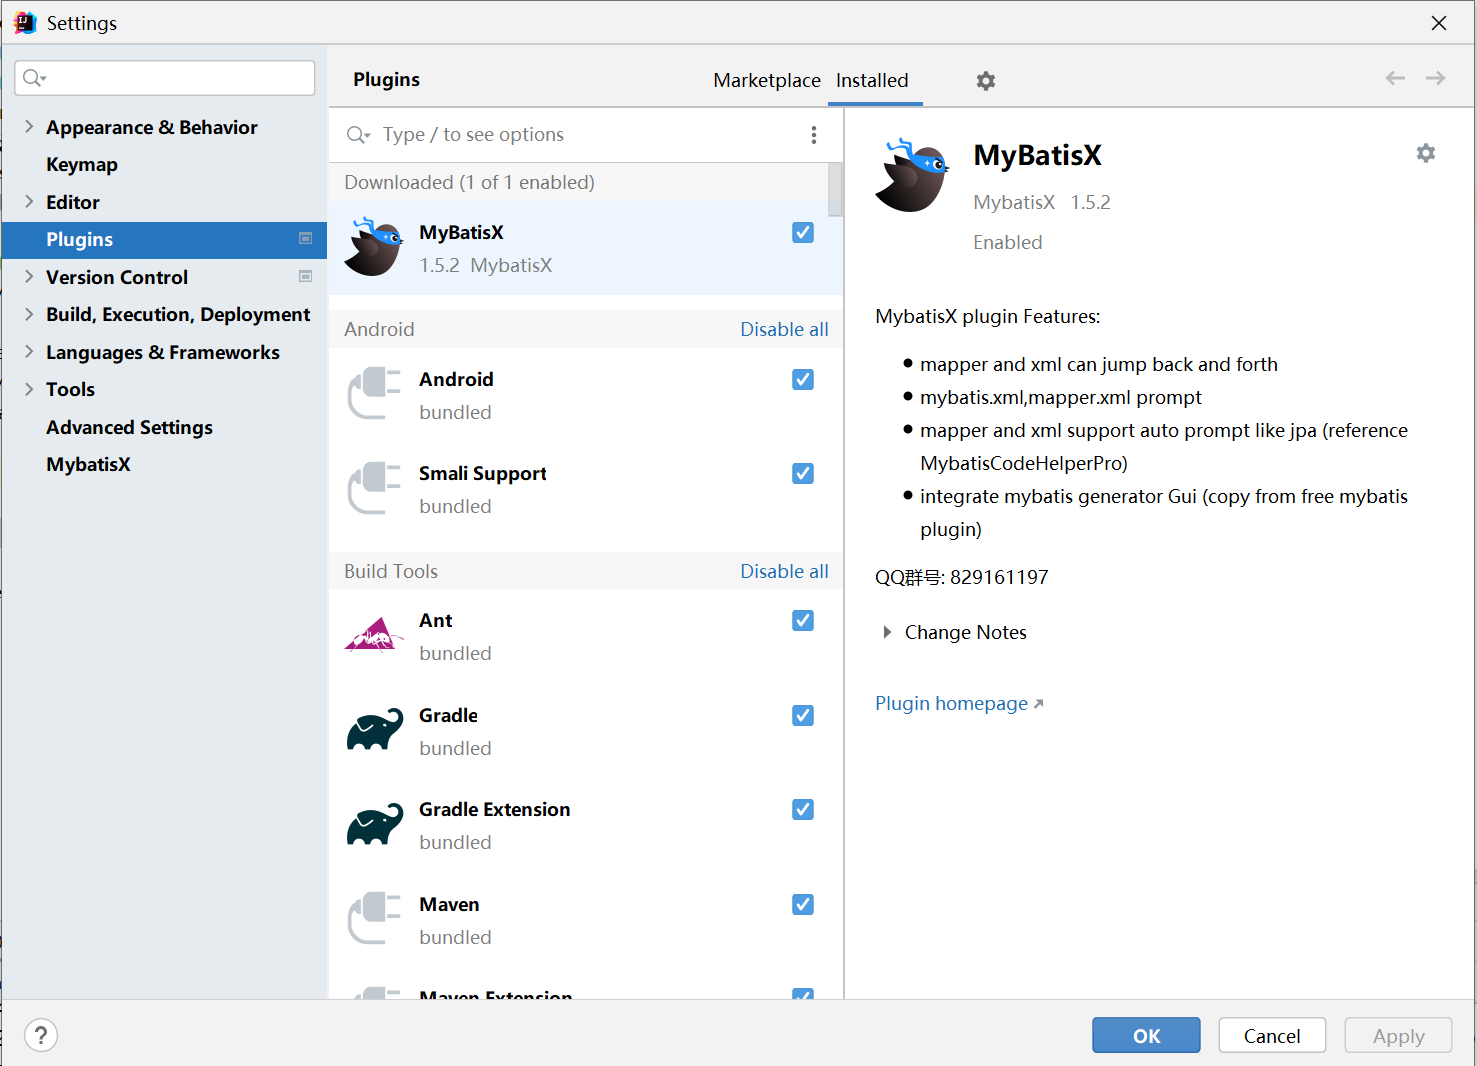 Settings
Plugins
Marketplace
Installed
Appearance & Behavior
Keymap
Editor
Plugins
Version Control
Build, Execution, Deployment
Languages & Frameworks
Tools
Advanced Settings
MybatisX
Type / to see options
Downloaded (1 of 1 enabled)
MyBatisX
1.5.2 MybatisX
Android
Disable all
Android
bundled
Smali Support
bundled
Build Tools
Disable all
Ant
bundled
Gradle
bundled
Gradle Extension
bundled
Maven
bundled
Maven Extension
MyBatisX
MybatisX 1.5.2
Enabled
MybatisX plugin Features:
mapper and xml can jump back and forth
mybatis.xml,mapper.xml prompt
mapper and xml support auto prompt like jpa (reference
MybatisCodeHelperPro)
integrate mybatis generator Gui (copy from free mybatis
plugin)
QQ群号: 829161197
Change Notes
Plugin homepage
?
OK
Cancel
Apply